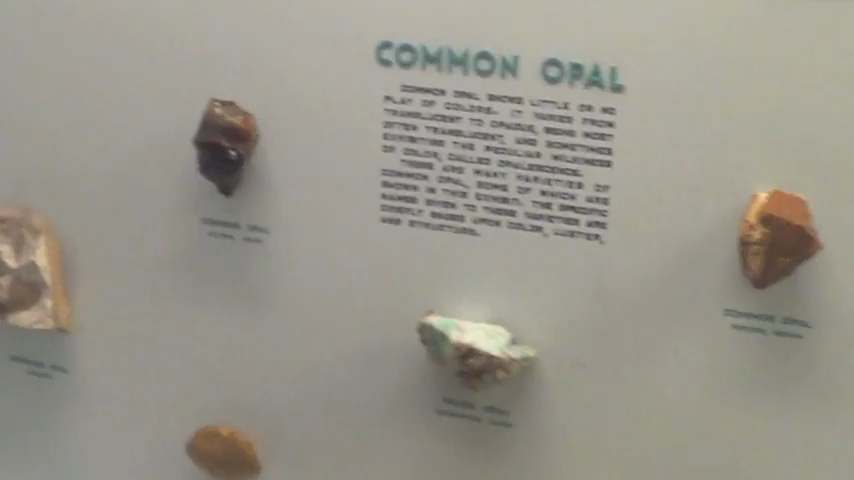 COMMON OPAL
COMMON OPAL SHOWS LITTLE OR NO
PLAY OF COLORS. IT VARIES FROM
TRANSLUCENT TO OPAQUE, BEING MOST
OFTEN TRANSLUCENT, AND SOMETIMES
EXHIBITING THE PECULIAR MILKINESS
OF COLOR, CALLED OPALESCENCE.
THERE ARE MANY VARIETIES OF
COMMON OPAL, SOME OF WHICH ARE
SHOWN IN THIS EXHIBIT. THE SPECIFIC
NAMES GIVEN TO THESE VARIETIES ARE
CHIEFLY BASED UPON COLOR, LUSTER,
AND STRUCTURE.
COMMON OPAL
COMMON OPAL
OPAL